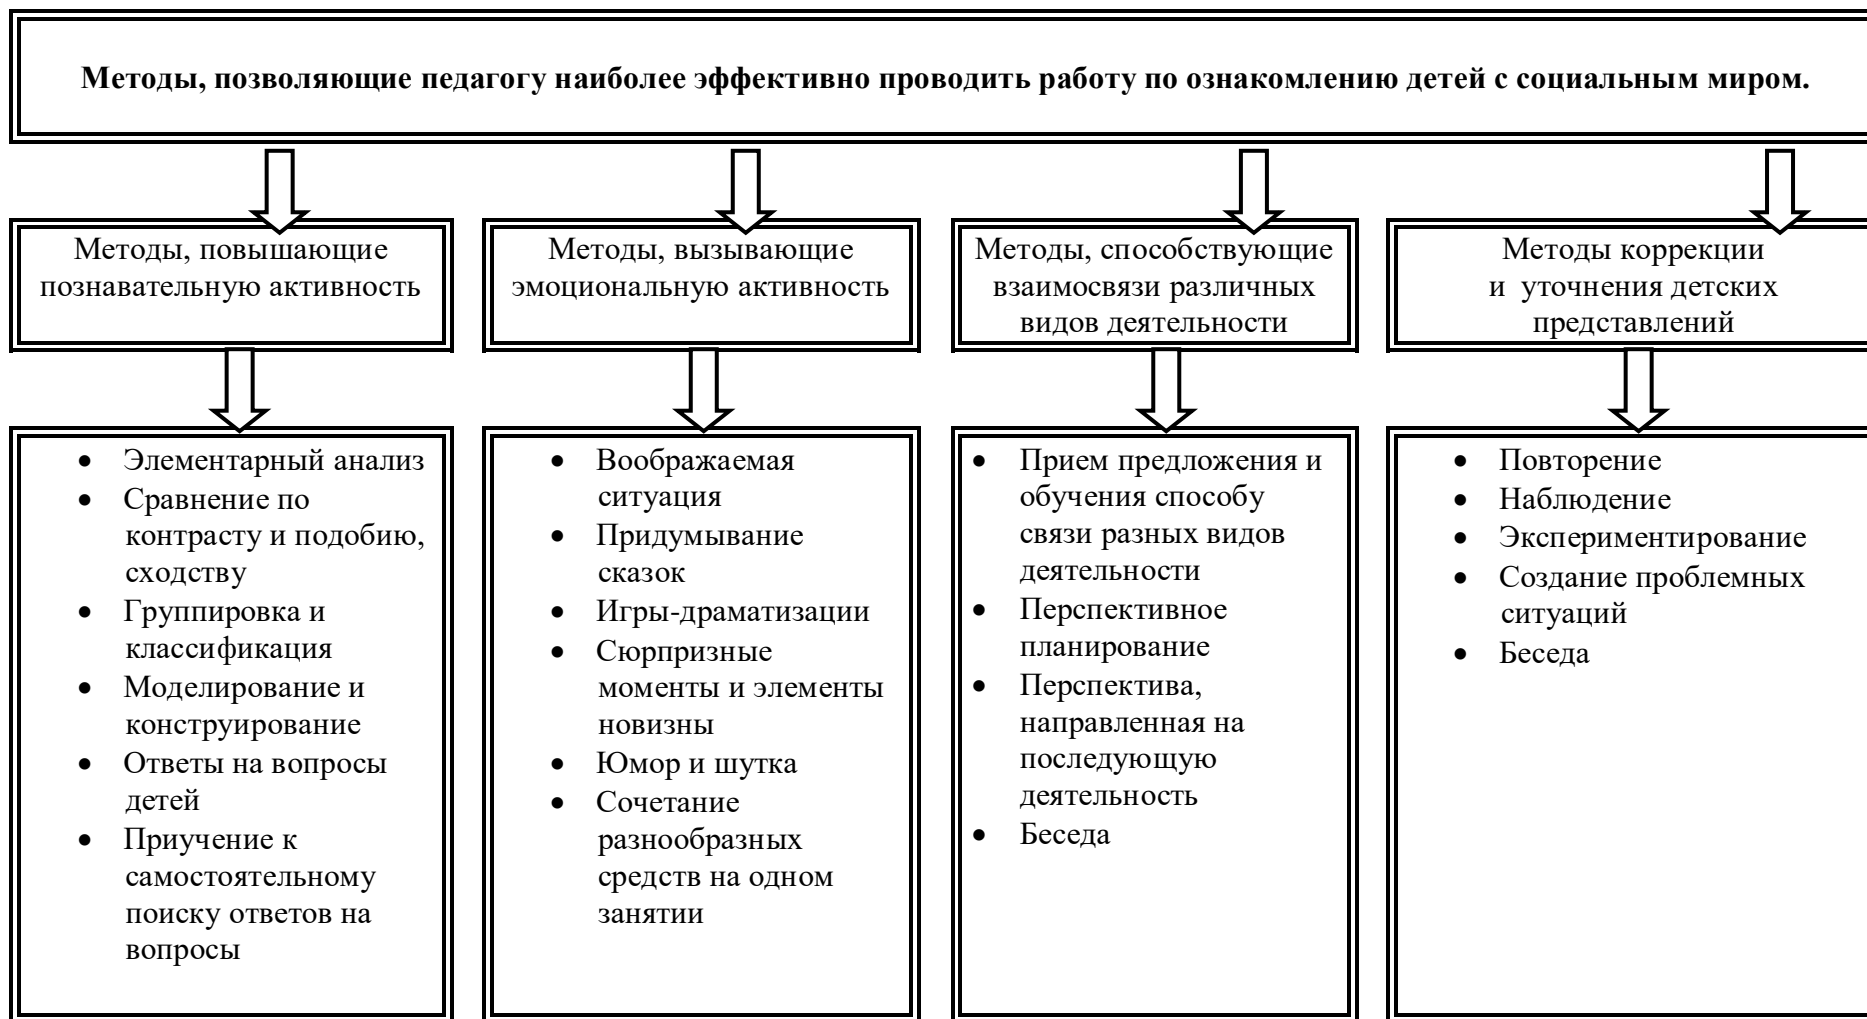 Методы, позволяющие педагогу наиболее эффективно проводить работу по ознакомлению детей с социальным миром.
Методы, повышающие
познавательную активность
Методы, вызывающие
эмоциональную активность
Методы, способствующие
взаимосвязи различных
видов деятельности
Методы коррекции
и уточнения детских
представлений
• Элементарный анализ
• Сравнение по
контрасту и подобию,
сходству
• Группировка и
классификация
• Моделирование и
конструирование
• Ответы на вопросы
детей
• Приучение к
самостоятельному
поиску ответов на
вопросы
• Воображаемая
ситуация
• Придумывание
сказок
• Игры-драматизации
• Сюрпризные
моменты и элементы
новизны
• Юмор и шутка
• Сочетание
разнообразных
средств на одном
занятии
• Прием предложения и
обучения способу
связи разных видов
деятельности
• Перспективное
планирование
• Перспектива,
направленная на
последующую
деятельность
• Беседа
• Повторение
• Наблюдение
• Экспериментирование
• Создание проблемных
ситуаций
• Беседа